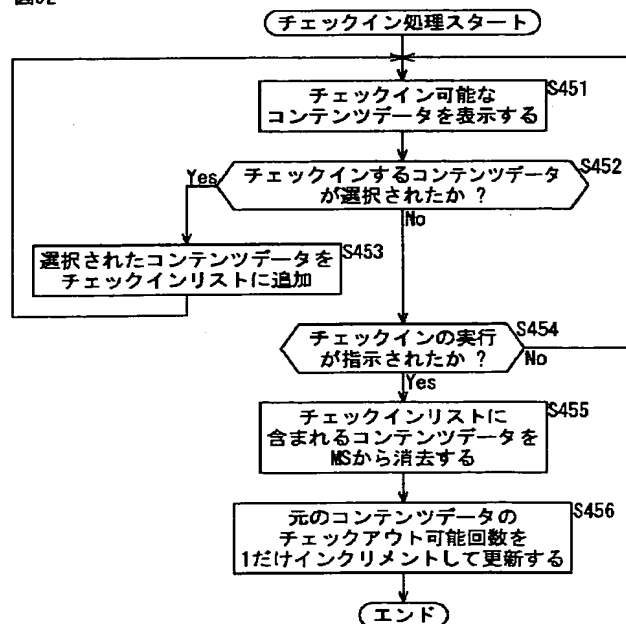 チェックイン処理スタート
チェックイン可能な
コンテンツデータを表示する
S451
チェックインするコンテンツデータ
が選択されたか ?
S452
Yes
No
選択されたコンテンツデータを
チェックインリストに追加
S453
チェックインの実行
が指示されたか ?
S454
No
Yes
チェックインリストに
含まれるコンテンツデータを
MSから消去する
S455
元のコンテンツデータの
チェックアウト可能回数を
1だけインクリメントして更新する
S456
エンド